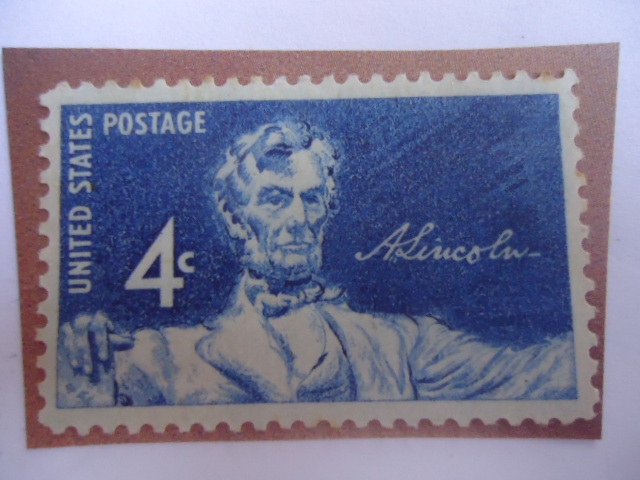 UNITED STATES
POSTAGE
4c
A.Lincoln